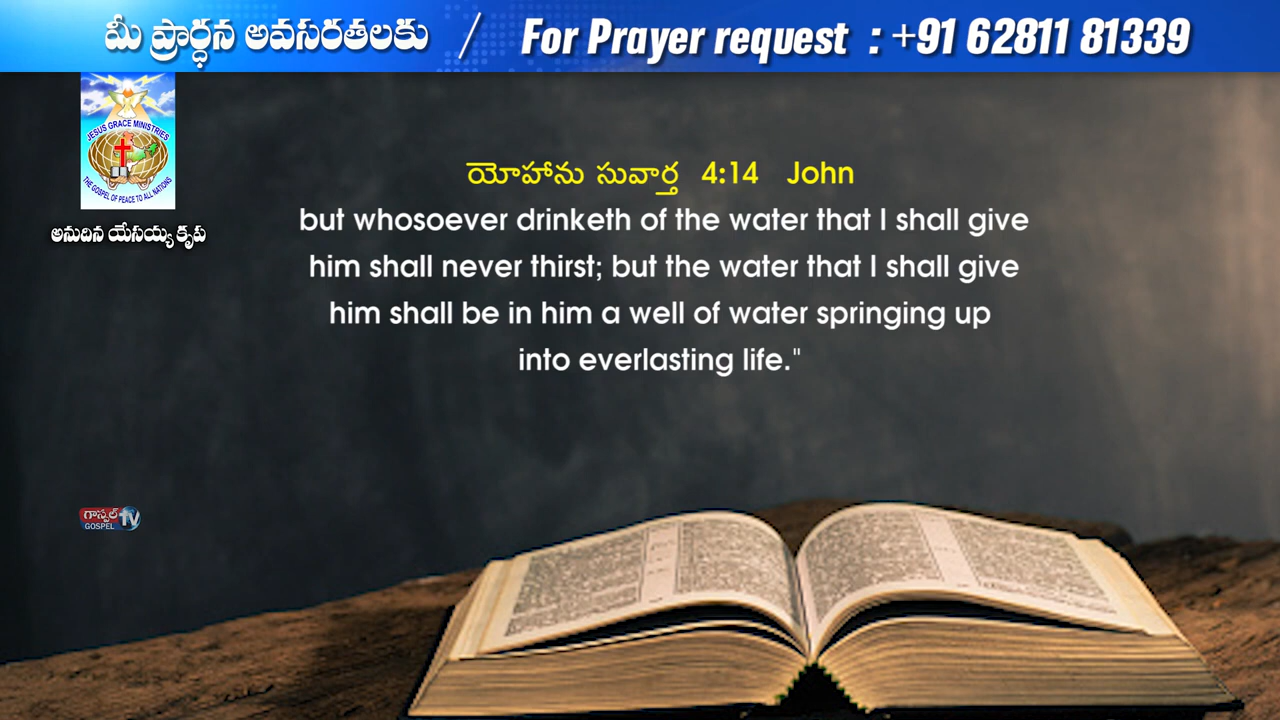 మీ ప్రార్ధన అవసరతలకు / For Prayer request : +91 62811 81339
JESUS GRACE MINISTRIES
THE GOSPEL OF PEACE TO ALL NATIONS
అనుదిన యేసయ్య కృప
యోహాను సువార్త 4:14 John
but whosoever drinketh of the water that I shall give
him shall never thirst; but the water that I shall give
him shall be in him a well of water springing up
into everlasting life."
గాస్పెల్ TV
GOSPEL